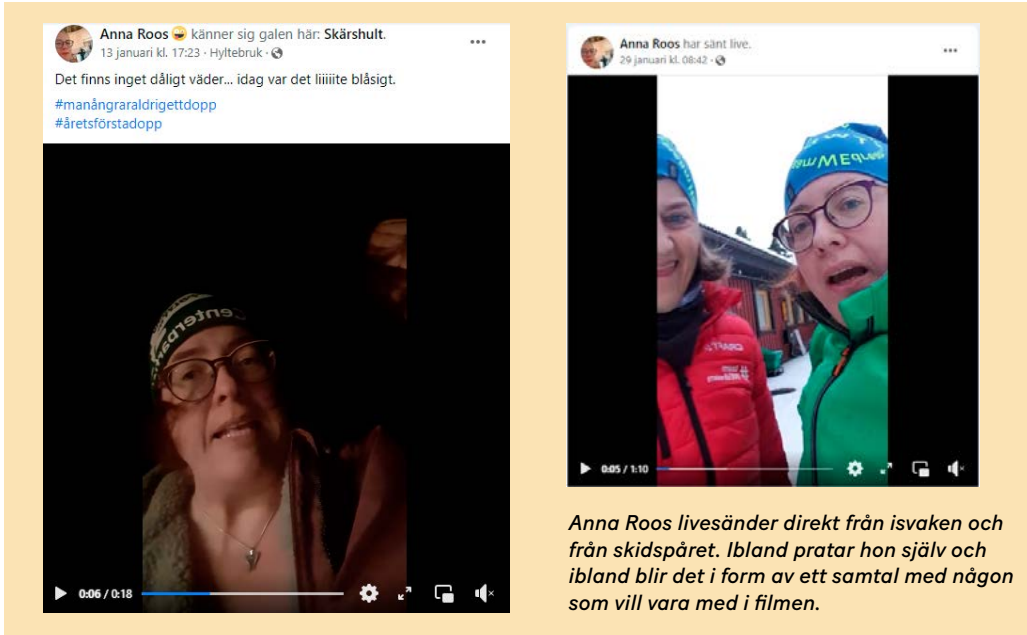 Anna Roos 😜 känner sig galen här: Skärshult.
13 januari kl. 17:23 · Hyltebruk ·
Det finns inget dåligt väder... idag var det liiiiite blåsigt.
#manångraraldrigettdopp
#åretsförstadopp
Centerpart
0:06 / 0:18
Anna Roos har sänt live.
29 januari kl. 08:42 ·
CRAFT
0:05 / 1:10
Anna Roos livesänder direkt från isvaken och
från skidspåret. Ibland pratar hon själv och
ibland blir det i form av ett samtal med någon
som vill vara med i filmen.